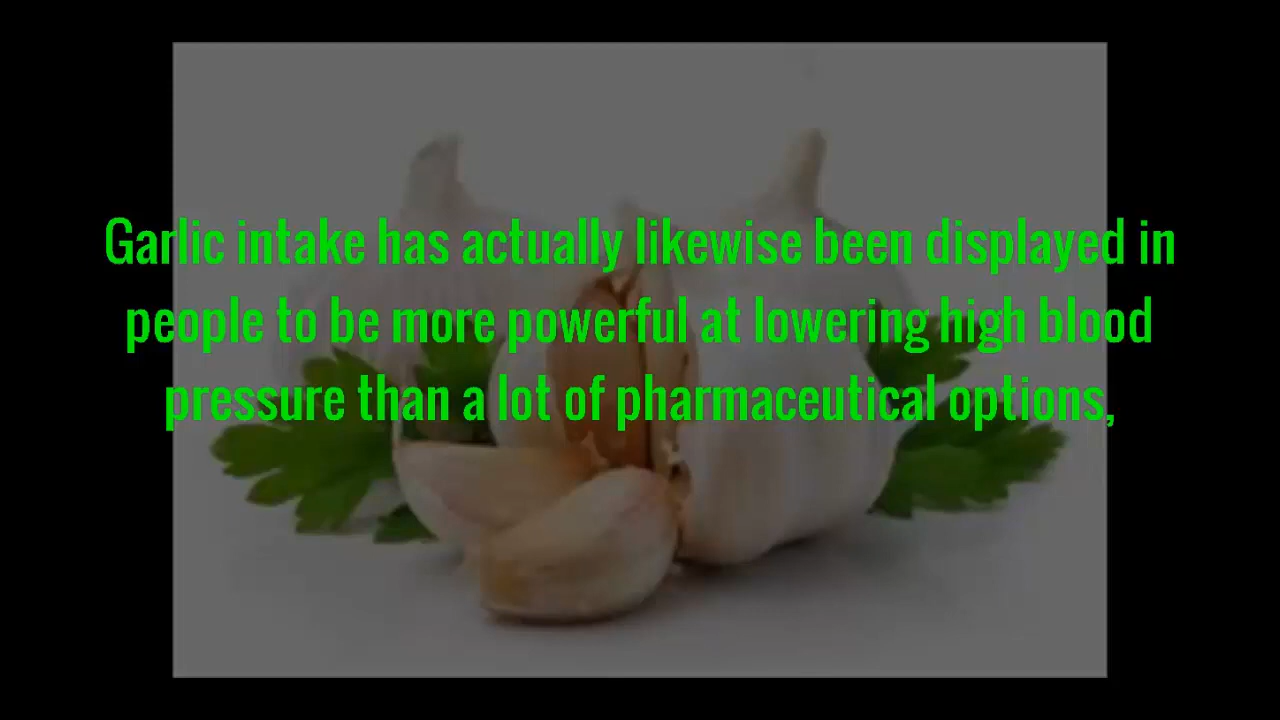 Garlic intake has actually likewise been displayed in
people to be more powerful at lowering high blood
pressure than a lot of pharmaceutical options,